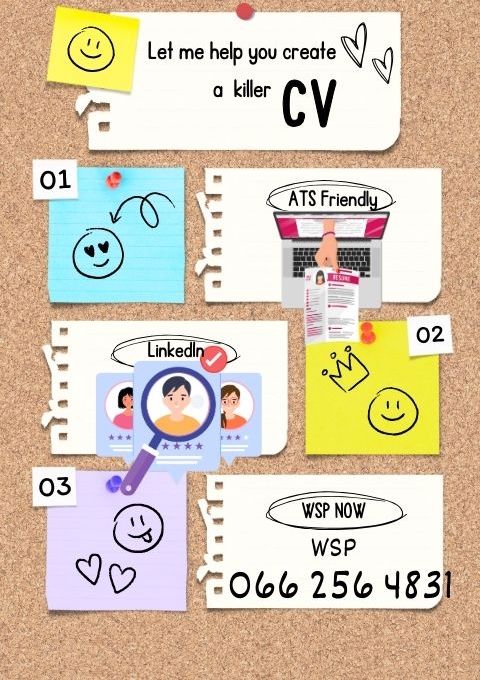 Let me help you create
a killer CV
01
ATS Friendly
RESUME
LinkedIn
02
03
WSP NOW
WSP
066 256 4831